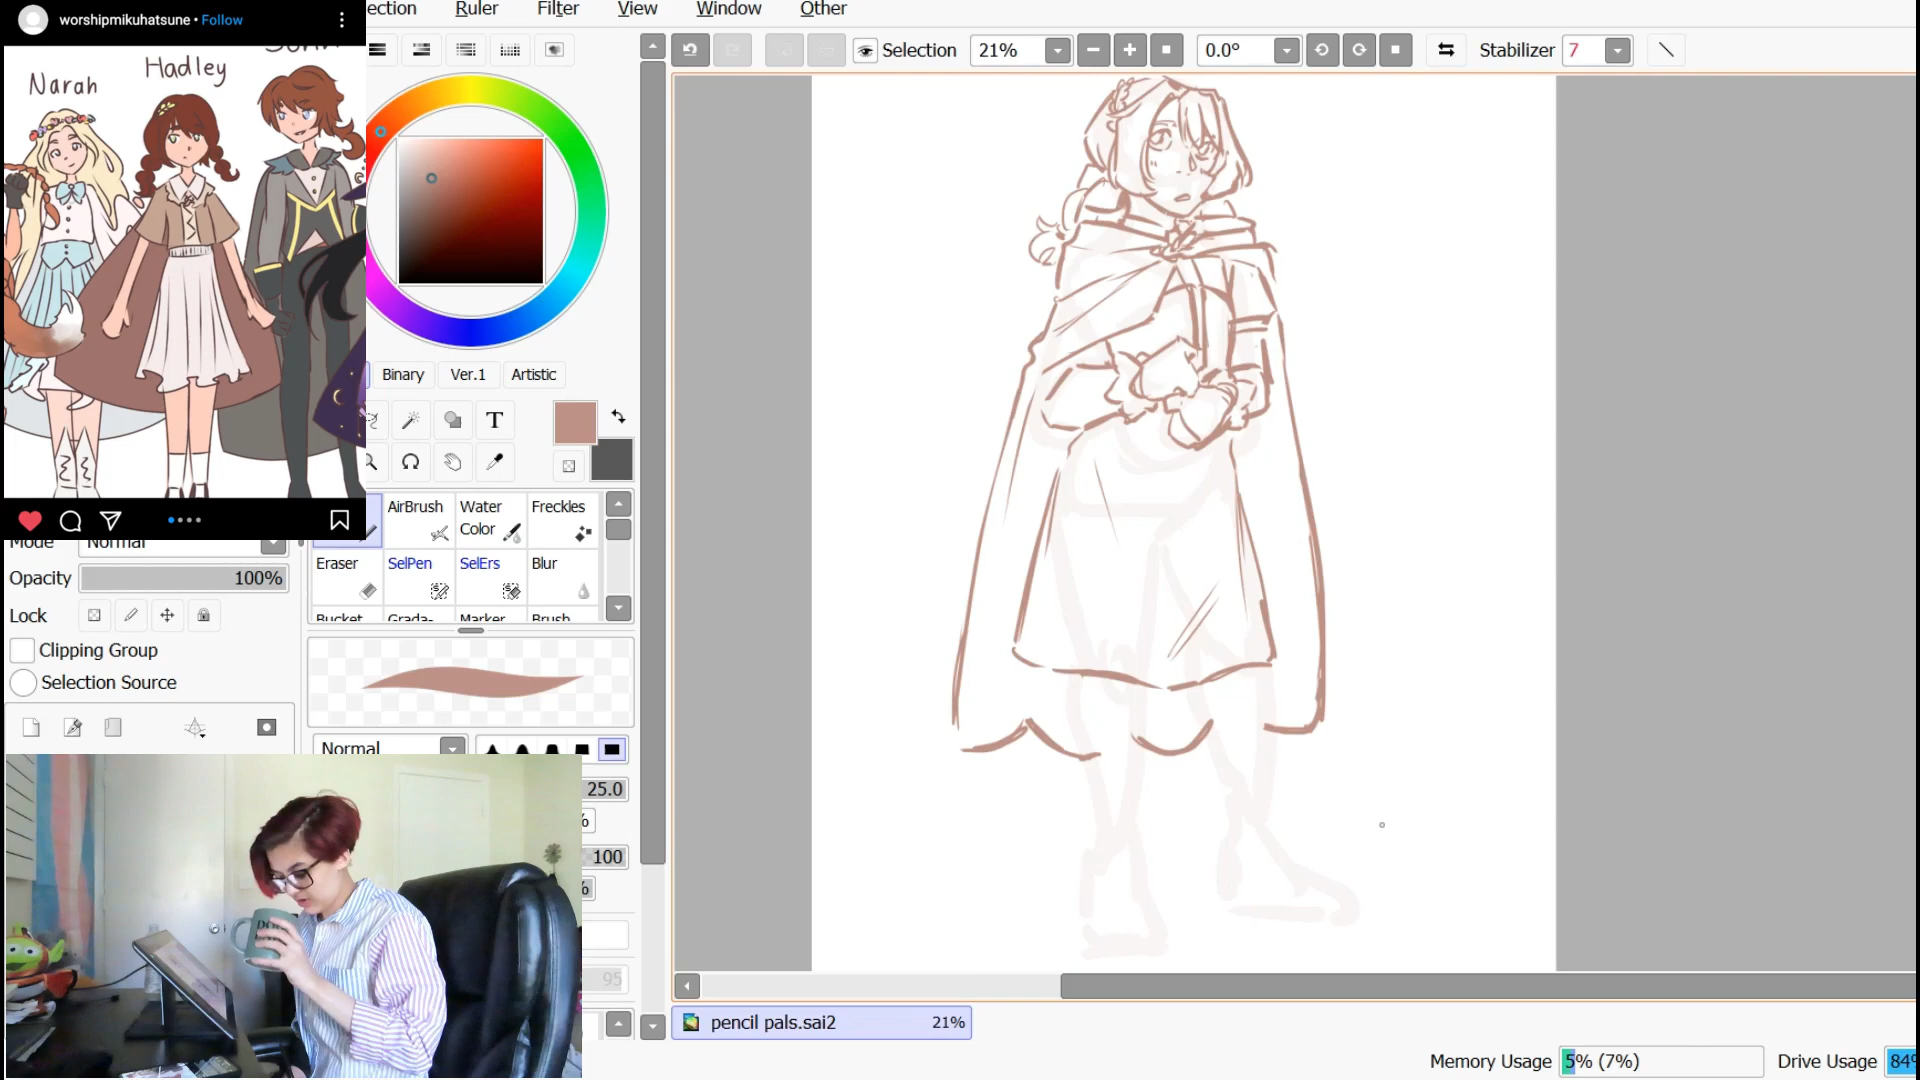 worshipmikuhatsune • Follow
Narah
Hadley
ection Ruler Filter View Window Other
Selection 21% 0.0° Stabilizer 7
Binary Ver.1 Artistic
T
AirBrush Water Color Freckles
Eraser SelPen SelErs Blur
Bucket Grada- Marker Brush
Mode Normal
Opacity 100%
Lock
Clipping Group
Selection Source
Normal
25.0
%
100
%
95
pencil pals.sai2 21%
Memory Usage 5% (7%) Drive Usage 84%